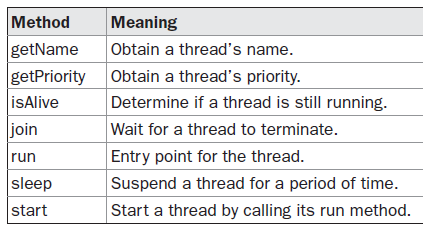 Method Meaning
getName Obtain a thread’s name.
getPriority Obtain a thread’s priority.
isAlive Determine if a thread is still running.
join Wait for a thread to terminate.
run Entry point for the thread.
sleep Suspend a thread for a period of time.
start Start a thread by calling its run method.